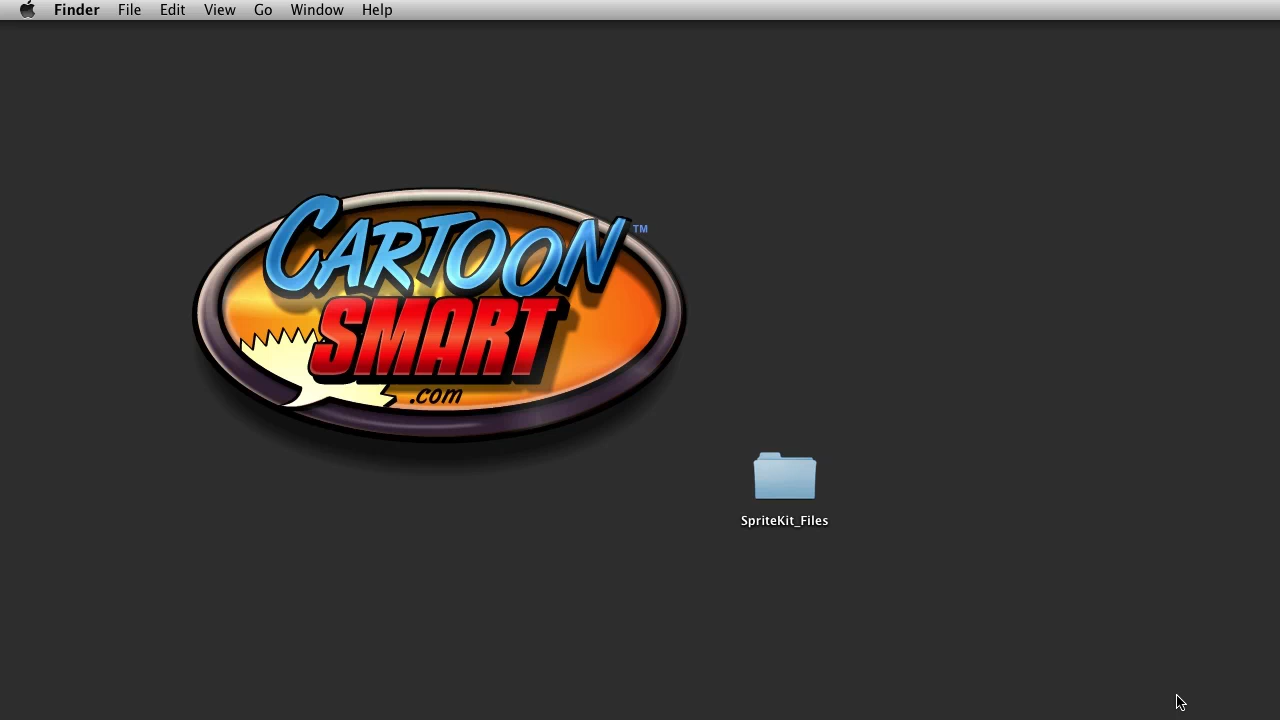 Finder File Edit View Go Window Help
CARTOON TM
SMART
.com
SpriteKit_Files